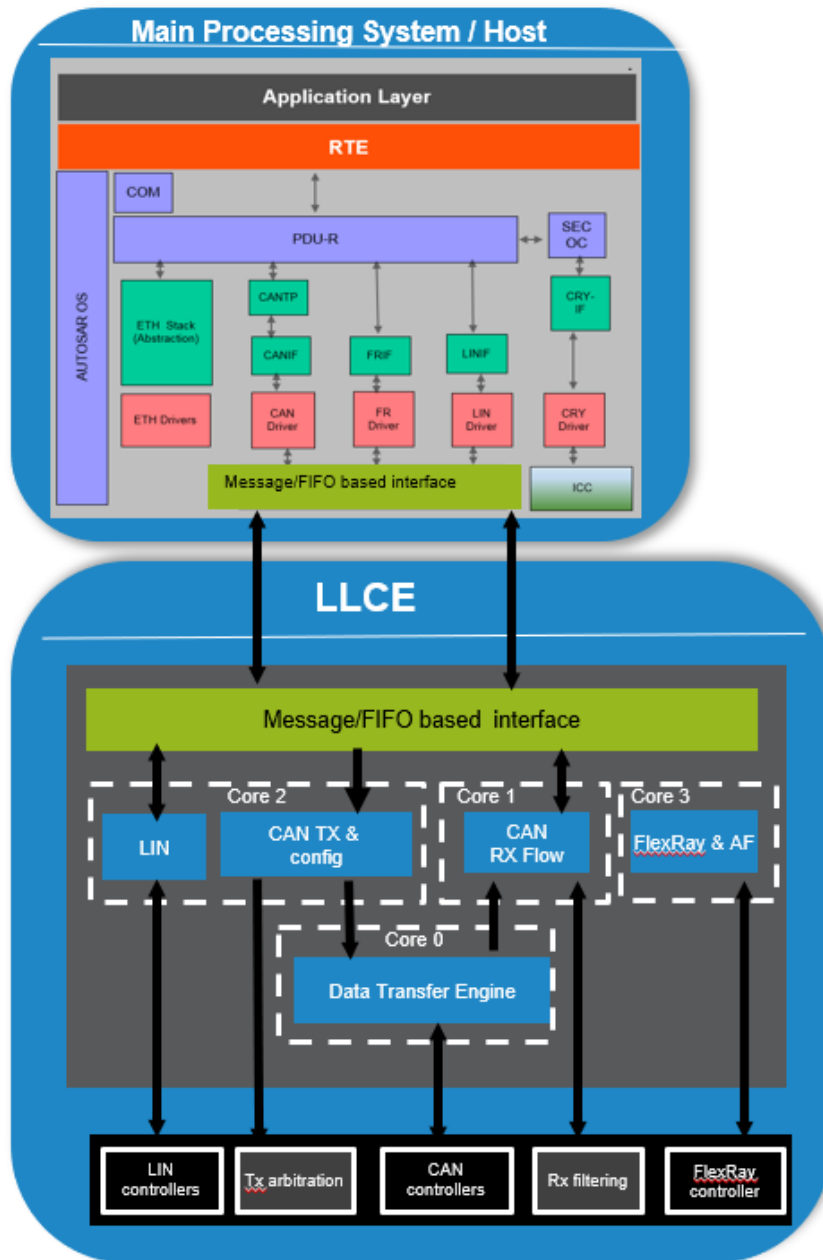 Main Processing System / Host
Application Layer
RTE
AUTOSAR OS
COM
PDU-R
SEC
OC
ETH Stack
(Abstraction)
CANTP
CRY-
IF
CANIF
FRIF
LINIF
ETH Drivers
CAN
Driver
FR
Driver
LIN
Driver
CRY
Driver
Message/FIFO based interface
ICC
LLCE
Message/FIFO based interface
Core 2
Core 1
Core 3
LIN
CAN TX &
config
CAN
RX Flow
FlexRay & AF
Core 0
Data Transfer Engine
LIN
controllers
Tx arbitration
CAN
controllers
Rx filtering
FlexRay
controller